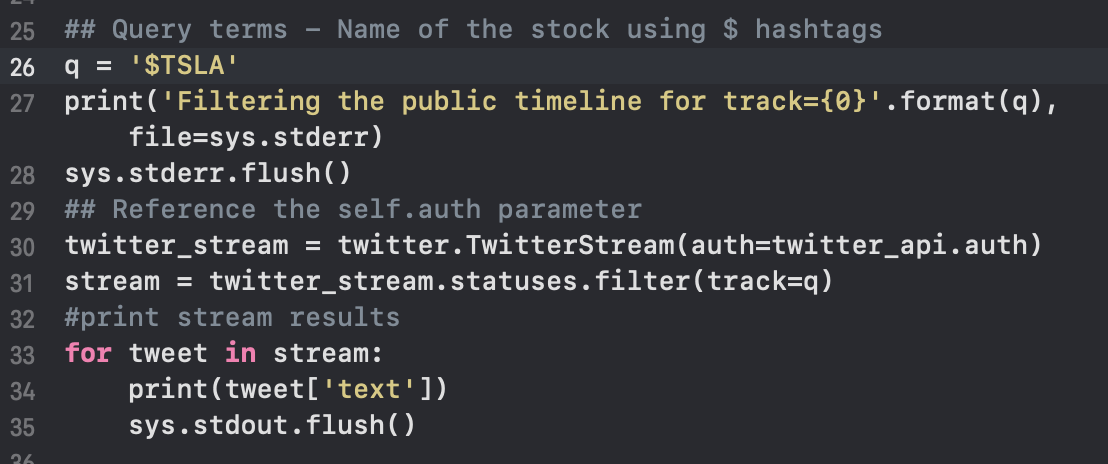 25 ## Query terms – Name of the stock using $ hashtags
26 q = '$TSLA'
27 print('Filtering the public timeline for track={0}'.format(q),
file=sys.stderr)
28 sys.stderr.flush()
29 ## Reference the self.auth parameter
30 twitter_stream = twitter.TwitterStream(auth=twitter_api.auth)
31 stream = twitter_stream.statuses.filter(track=q)
32 #print stream results
33 for tweet in stream:
34 print(tweet['text'])
35 sys.stdout.flush()
36